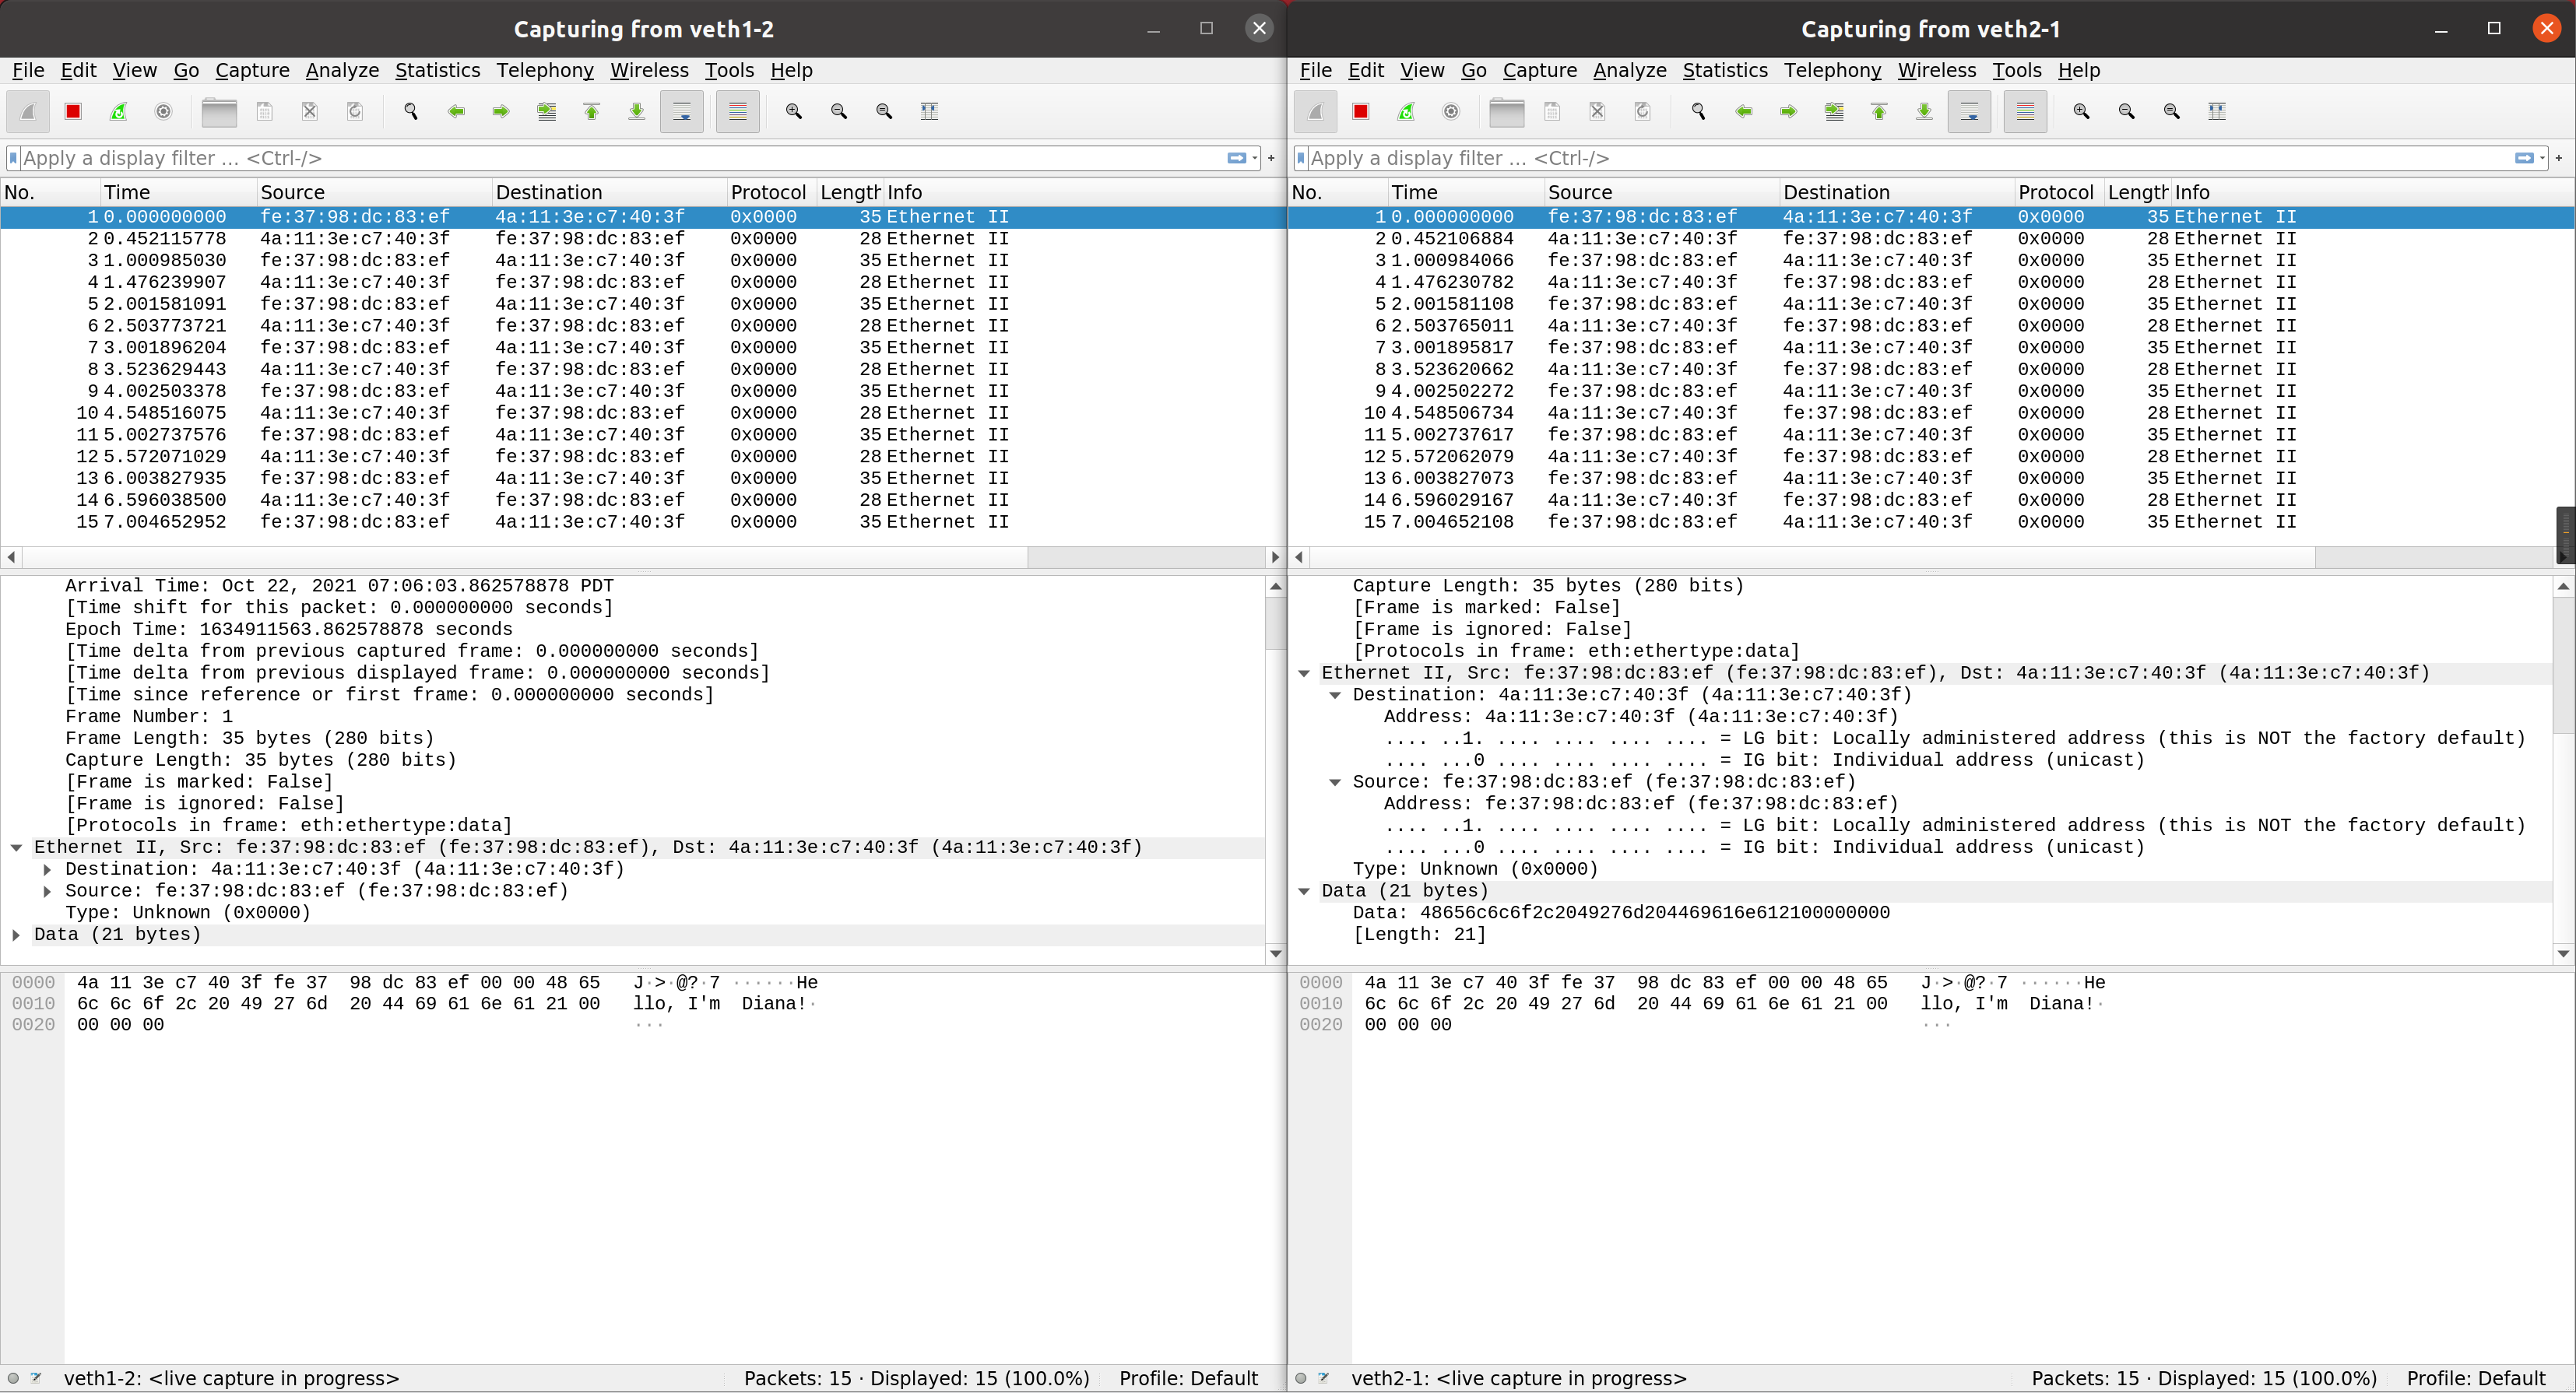 Capturing from veth1-2
File Edit View Go Capture Analyze Statistics Telephony Wireless Tools Help
Apply a display filter … <Ctrl-/>
+
No. Time Source Destination Protocol Length Info
1 0.000000000 fe:37:98:dc:83:ef 4a:11:3e:c7:40:3f 0x0000 35 Ethernet II
2 0.452115778 4a:11:3e:c7:40:3f fe:37:98:dc:83:ef 0x0000 28 Ethernet II
3 1.000985030 fe:37:98:dc:83:ef 4a:11:3e:c7:40:3f 0x0000 35 Ethernet II
4 1.476239907 4a:11:3e:c7:40:3f fe:37:98:dc:83:ef 0x0000 28 Ethernet II
5 2.001581091 fe:37:98:dc:83:ef 4a:11:3e:c7:40:3f 0x0000 35 Ethernet II
6 2.503773721 4a:11:3e:c7:40:3f fe:37:98:dc:83:ef 0x0000 28 Ethernet II
7 3.001896204 fe:37:98:dc:83:ef 4a:11:3e:c7:40:3f 0x0000 35 Ethernet II
8 3.523629443 4a:11:3e:c7:40:3f fe:37:98:dc:83:ef 0x0000 28 Ethernet II
9 4.002503378 fe:37:98:dc:83:ef 4a:11:3e:c7:40:3f 0x0000 35 Ethernet II
10 4.548516075 4a:11:3e:c7:40:3f fe:37:98:dc:83:ef 0x0000 28 Ethernet II
11 5.002737576 fe:37:98:dc:83:ef 4a:11:3e:c7:40:3f 0x0000 35 Ethernet II
12 5.572071029 4a:11:3e:c7:40:3f fe:37:98:dc:83:ef 0x0000 28 Ethernet II
13 6.003827935 fe:37:98:dc:83:ef 4a:11:3e:c7:40:3f 0x0000 35 Ethernet II
14 6.596038500 4a:11:3e:c7:40:3f fe:37:98:dc:83:ef 0x0000 28 Ethernet II
15 7.004652952 fe:37:98:dc:83:ef 4a:11:3e:c7:40:3f 0x0000 35 Ethernet II
Arrival Time: Oct 22, 2021 07:06:03.862578878 PDT
[Time shift for this packet: 0.000000000 seconds]
Epoch Time: 1634911563.862578878 seconds
[Time delta from previous captured frame: 0.000000000 seconds]
[Time delta from previous displayed frame: 0.000000000 seconds]
[Time since reference or first frame: 0.000000000 seconds]
Frame Number: 1
Frame Length: 35 bytes (280 bits)
Capture Length: 35 bytes (280 bits)
[Frame is marked: False]
[Frame is ignored: False]
[Protocols in frame: eth:ethertype:data]
Ethernet II, Src: fe:37:98:dc:83:ef (fe:37:98:dc:83:ef), Dst: 4a:11:3e:c7:40:3f (4a:11:3e:c7:40:3f)
Destination: 4a:11:3e:c7:40:3f (4a:11:3e:c7:40:3f)
Source: fe:37:98:dc:83:ef (fe:37:98:dc:83:ef)
Type: Unknown (0x0000)
Data (21 bytes)
0000 4a 11 3e c7 40 3f fe 37 98 dc 83 ef 00 00 48 65 J·>·@?·7 ······He
0010 6c 6c 6f 2c 20 49 27 6d 20 44 69 61 6e 61 21 00 llo, I'm Diana!·
0020 00 00 00 ···
veth1-2: <live capture in progress> Packets: 15 · Displayed: 15 (100.0%) Profile: Default
Capturing from veth2-1
File Edit View Go Capture Analyze Statistics Telephony Wireless Tools Help
Apply a display filter … <Ctrl-/>
+
No. Time Source Destination Protocol Length Info
1 0.000000000 fe:37:98:dc:83:ef 4a:11:3e:c7:40:3f 0x0000 35 Ethernet II
2 0.452106884 4a:11:3e:c7:40:3f fe:37:98:dc:83:ef 0x0000 28 Ethernet II
3 1.000984066 fe:37:98:dc:83:ef 4a:11:3e:c7:40:3f 0x0000 35 Ethernet II
4 1.476230782 4a:11:3e:c7:40:3f fe:37:98:dc:83:ef 0x0000 28 Ethernet II
5 2.001581108 fe:37:98:dc:83:ef 4a:11:3e:c7:40:3f 0x0000 35 Ethernet II
6 2.503765011 4a:11:3e:c7:40:3f fe:37:98:dc:83:ef 0x0000 28 Ethernet II
7 3.001895817 fe:37:98:dc:83:ef 4a:11:3e:c7:40:3f 0x0000 35 Ethernet II
8 3.523620662 4a:11:3e:c7:40:3f fe:37:98:dc:83:ef 0x0000 28 Ethernet II
9 4.002502272 fe:37:98:dc:83:ef 4a:11:3e:c7:40:3f 0x0000 35 Ethernet II
10 4.548506734 4a:11:3e:c7:40:3f fe:37:98:dc:83:ef 0x0000 28 Ethernet II
11 5.002737617 fe:37:98:dc:83:ef 4a:11:3e:c7:40:3f 0x0000 35 Ethernet II
12 5.572062079 4a:11:3e:c7:40:3f fe:37:98:dc:83:ef 0x0000 28 Ethernet II
13 6.003827073 fe:37:98:dc:83:ef 4a:11:3e:c7:40:3f 0x0000 35 Ethernet II
14 6.596029167 4a:11:3e:c7:40:3f fe:37:98:dc:83:ef 0x0000 28 Ethernet II
15 7.004652108 fe:37:98:dc:83:ef 4a:11:3e:c7:40:3f 0x0000 35 Ethernet II
Capture Length: 35 bytes (280 bits)
[Frame is marked: False]
[Frame is ignored: False]
[Protocols in frame: eth:ethertype:data]
Ethernet II, Src: fe:37:98:dc:83:ef (fe:37:98:dc:83:ef), Dst: 4a:11:3e:c7:40:3f (4a:11:3e:c7:40:3f)
Destination: 4a:11:3e:c7:40:3f (4a:11:3e:c7:40:3f)
Address: 4a:11:3e:c7:40:3f (4a:11:3e:c7:40:3f)
.... ..1. .... .... .... .... = LG bit: Locally administered address (this is NOT the factory default)
.... ...0 .... .... .... .... = IG bit: Individual address (unicast)
Source: fe:37:98:dc:83:ef (fe:37:98:dc:83:ef)
Address: fe:37:98:dc:83:ef (fe:37:98:dc:83:ef)
.... ..1. .... .... .... .... = LG bit: Locally administered address (this is NOT the factory default)
.... ...0 .... .... .... .... = IG bit: Individual address (unicast)
Type: Unknown (0x0000)
Data (21 bytes)
Data: 48656c6c6f2c2049276d204469616e612100000000
[Length: 21]
0000 4a 11 3e c7 40 3f fe 37 98 dc 83 ef 00 00 48 65 J·>·@?·7 ······He
0010 6c 6c 6f 2c 20 49 27 6d 20 44 69 61 6e 61 21 00 llo, I'm Diana!·
0020 00 00 00 ···
veth2-1: <live capture in progress> Packets: 15 · Displayed: 15 (100.0%) Profile: Default